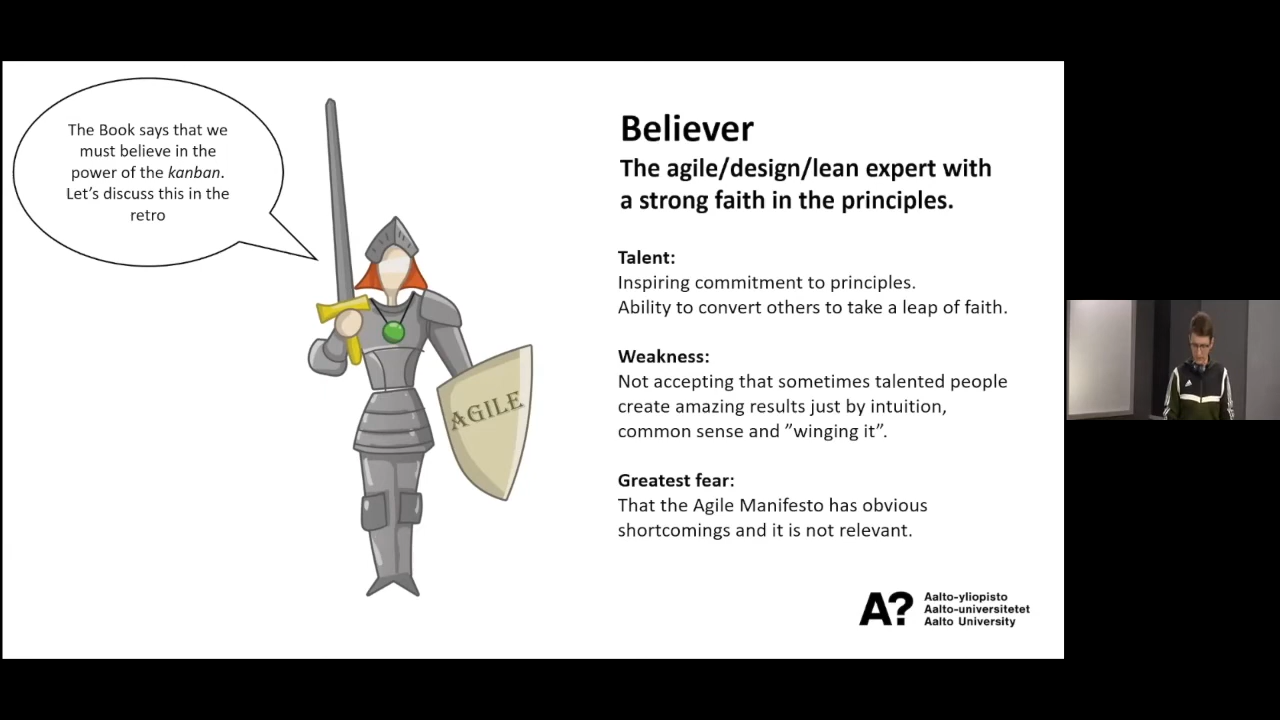 The Book says that we
must believe in the
power of the kanban.
Let's discuss this in the
retro
AGILE
Believer
The agile/design/lean expert with
a strong faith in the principles.
Talent:
Inspiring commitment to principles.
Ability to convert others to take a leap of faith.
Weakness:
Not accepting that sometimes talented people
create amazing results just by intuition,
common sense and ”winging it”.
Greatest fear:
That the Agile Manifesto has obvious
shortcomings and it is not relevant.
A?
Aalto-yliopisto
Aalto-universitetet
Aalto University